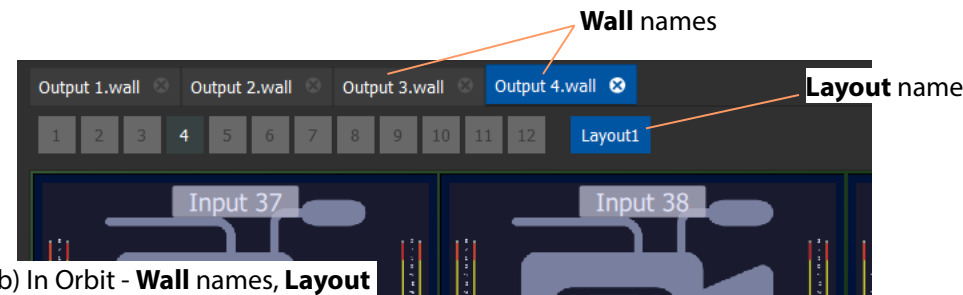 Wall names
Output 1.wall Output 2.wall Output 3.wall Output 4.wall
Layout name
1 2 3 4 5 6 7 8 9 10 11 12 Layout1
Input 37 Input 38
b) In Orbit - Wall names, Layout